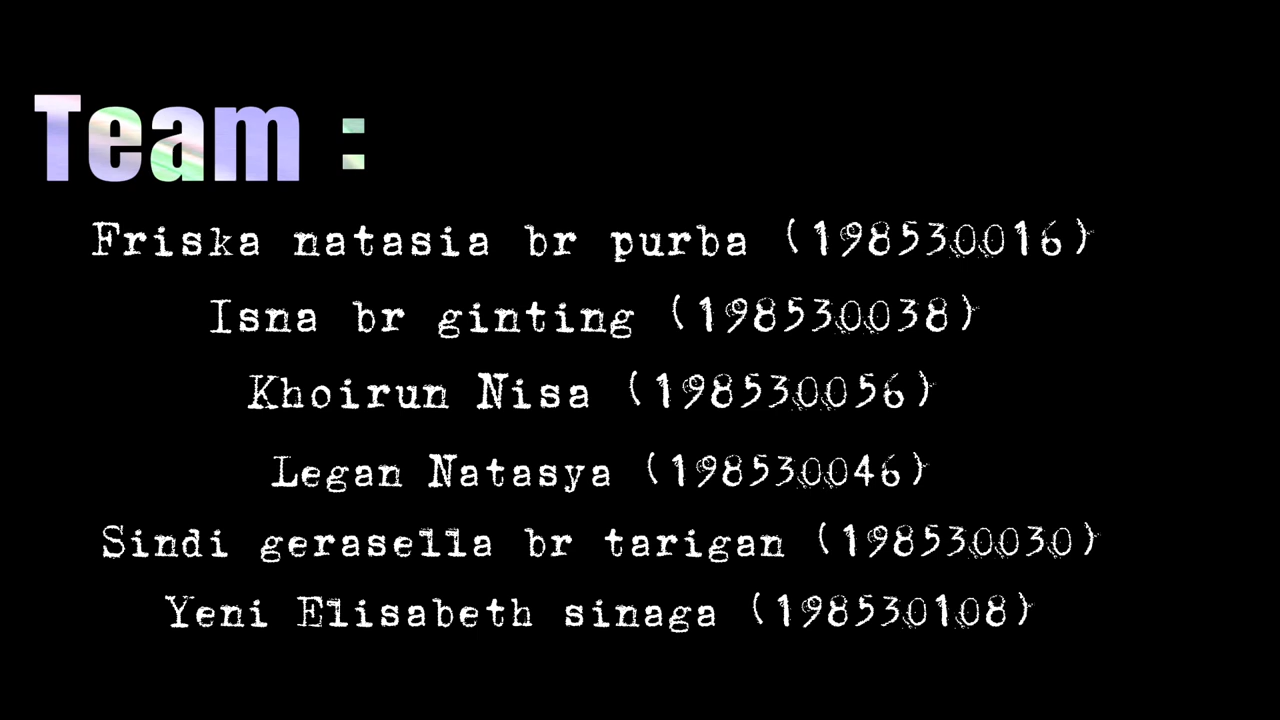 Team :
Friska natasia br purba (198530016)
Isna br ginting (198530038)
Khoirun Nisa (198530056)
Legan Natasya (198530046)
Sindi gerasella br tarigan (198530030)
Yeni Elisabeth sinaga (198530108)